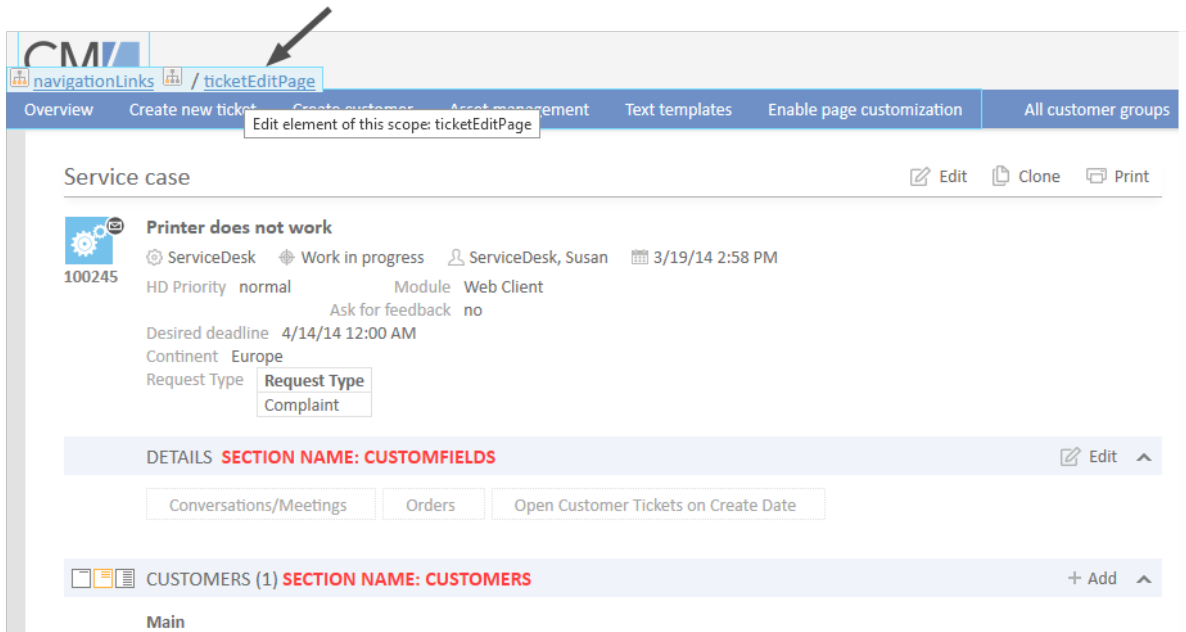 CM/
navigationLinks / ticketEditPage
Overview Create new ticket Create customer Asset management Text templates Enable page customization All customer groups
Edit element of this scope: ticketEditPage
Service case Edit Clone Print
Printer does not work
ServiceDesk Work in progress ServiceDesk, Susan 3/19/14 2:58 PM
100245
HD Priority normal Module Web Client
Ask for feedback no
Desired deadline 4/14/14 12:00 AM
Continent Europe
Request Type Request Type
Complaint
DETAILS SECTION NAME: CUSTOMFIELDS Edit
Conversations/Meetings Orders Open Customer Tickets on Create Date
CUSTOMERS (1) SECTION NAME: CUSTOMERS + Add
Main